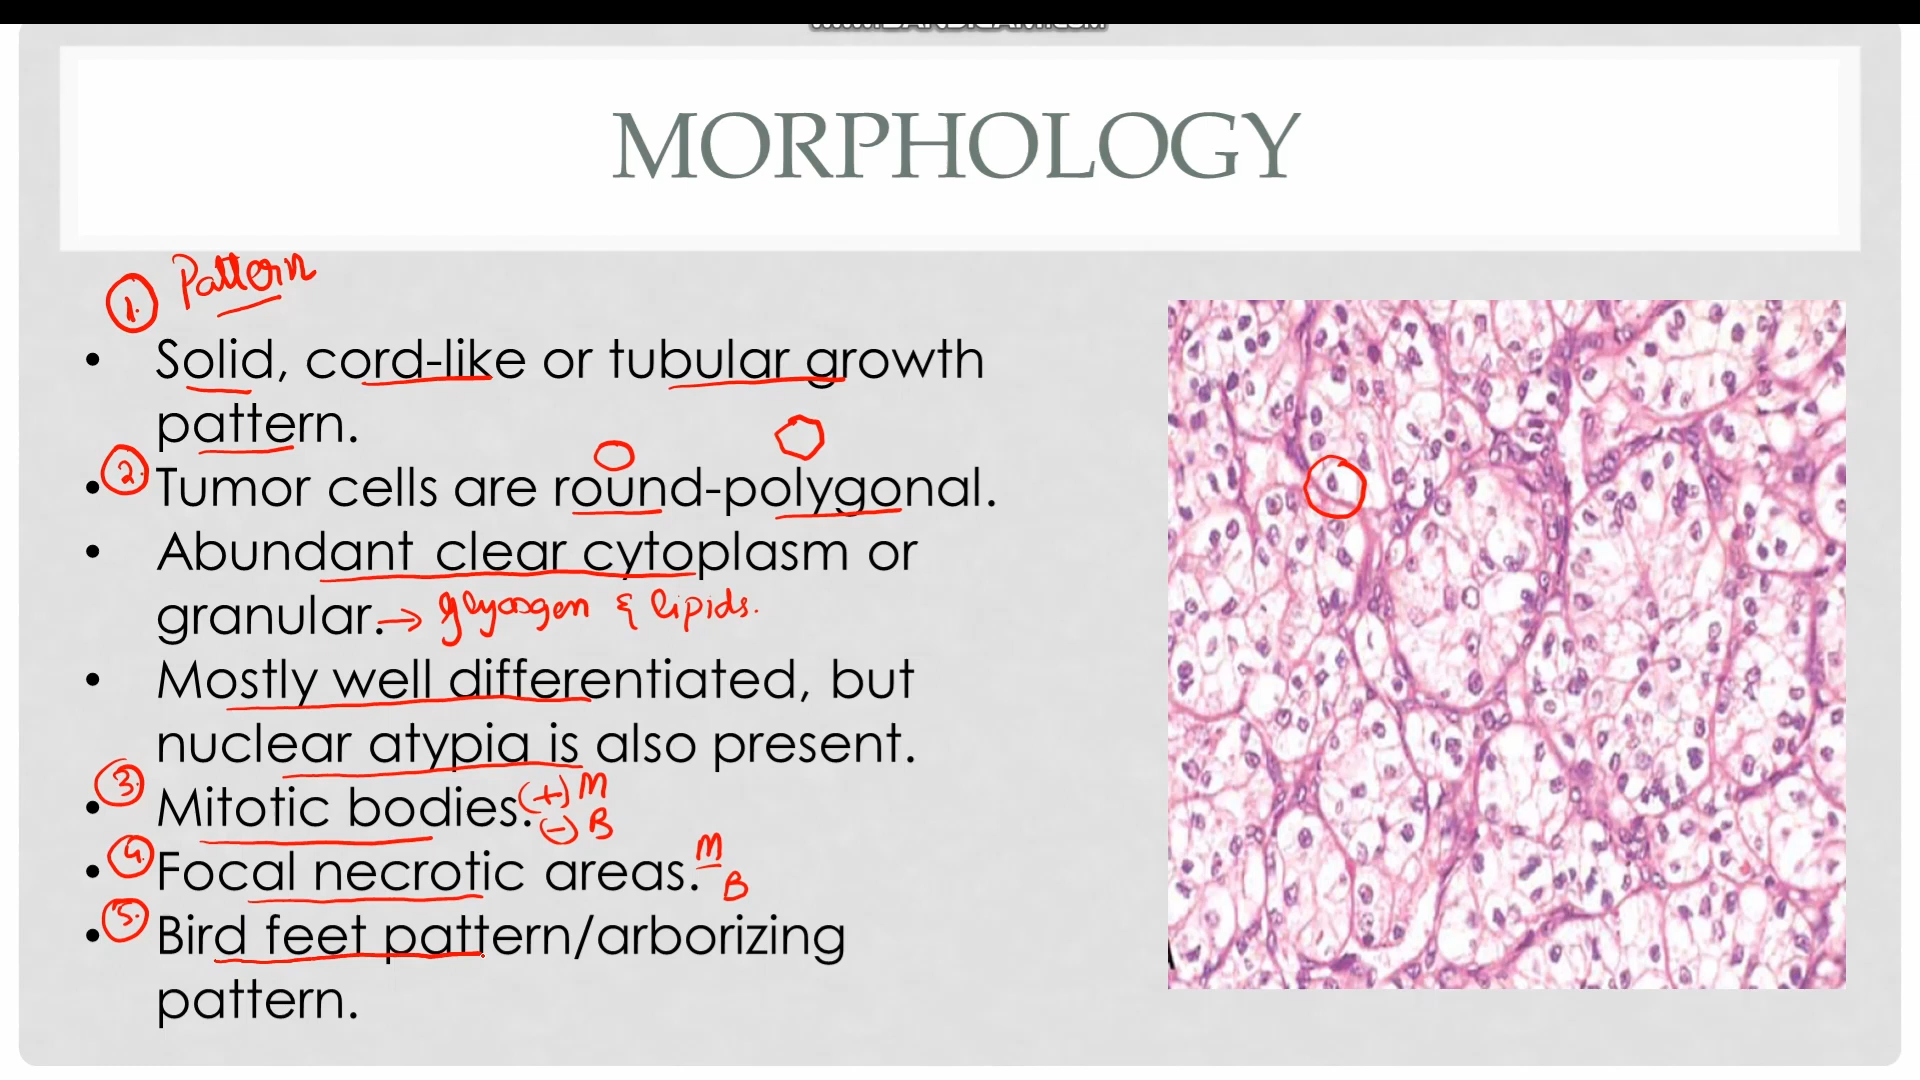 MORPHOLOGY
1. Pattern
• Solid, cord-like or tubular growth
pattern.
2.
• Tumor cells are round-polygonal.
• Abundant clear cytoplasm or
granular. → glycogen & lipids.
• Mostly well differentiated, but
nuclear atypia is also present.
3. (+) M
• Mitotic bodies. (-) B
4. M
• Focal necrotic areas. B
5.
• Bird feet pattern/arborizing
pattern.